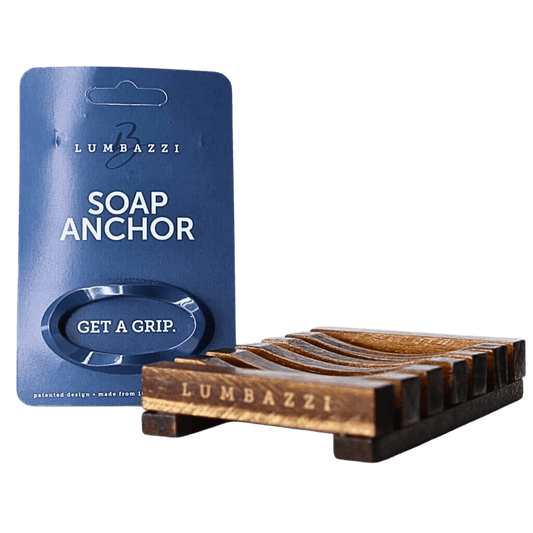 LUMBAZZI
SOAP
ANCHOR
GET A GRIP.
patented design • made from
LUMBAZZI